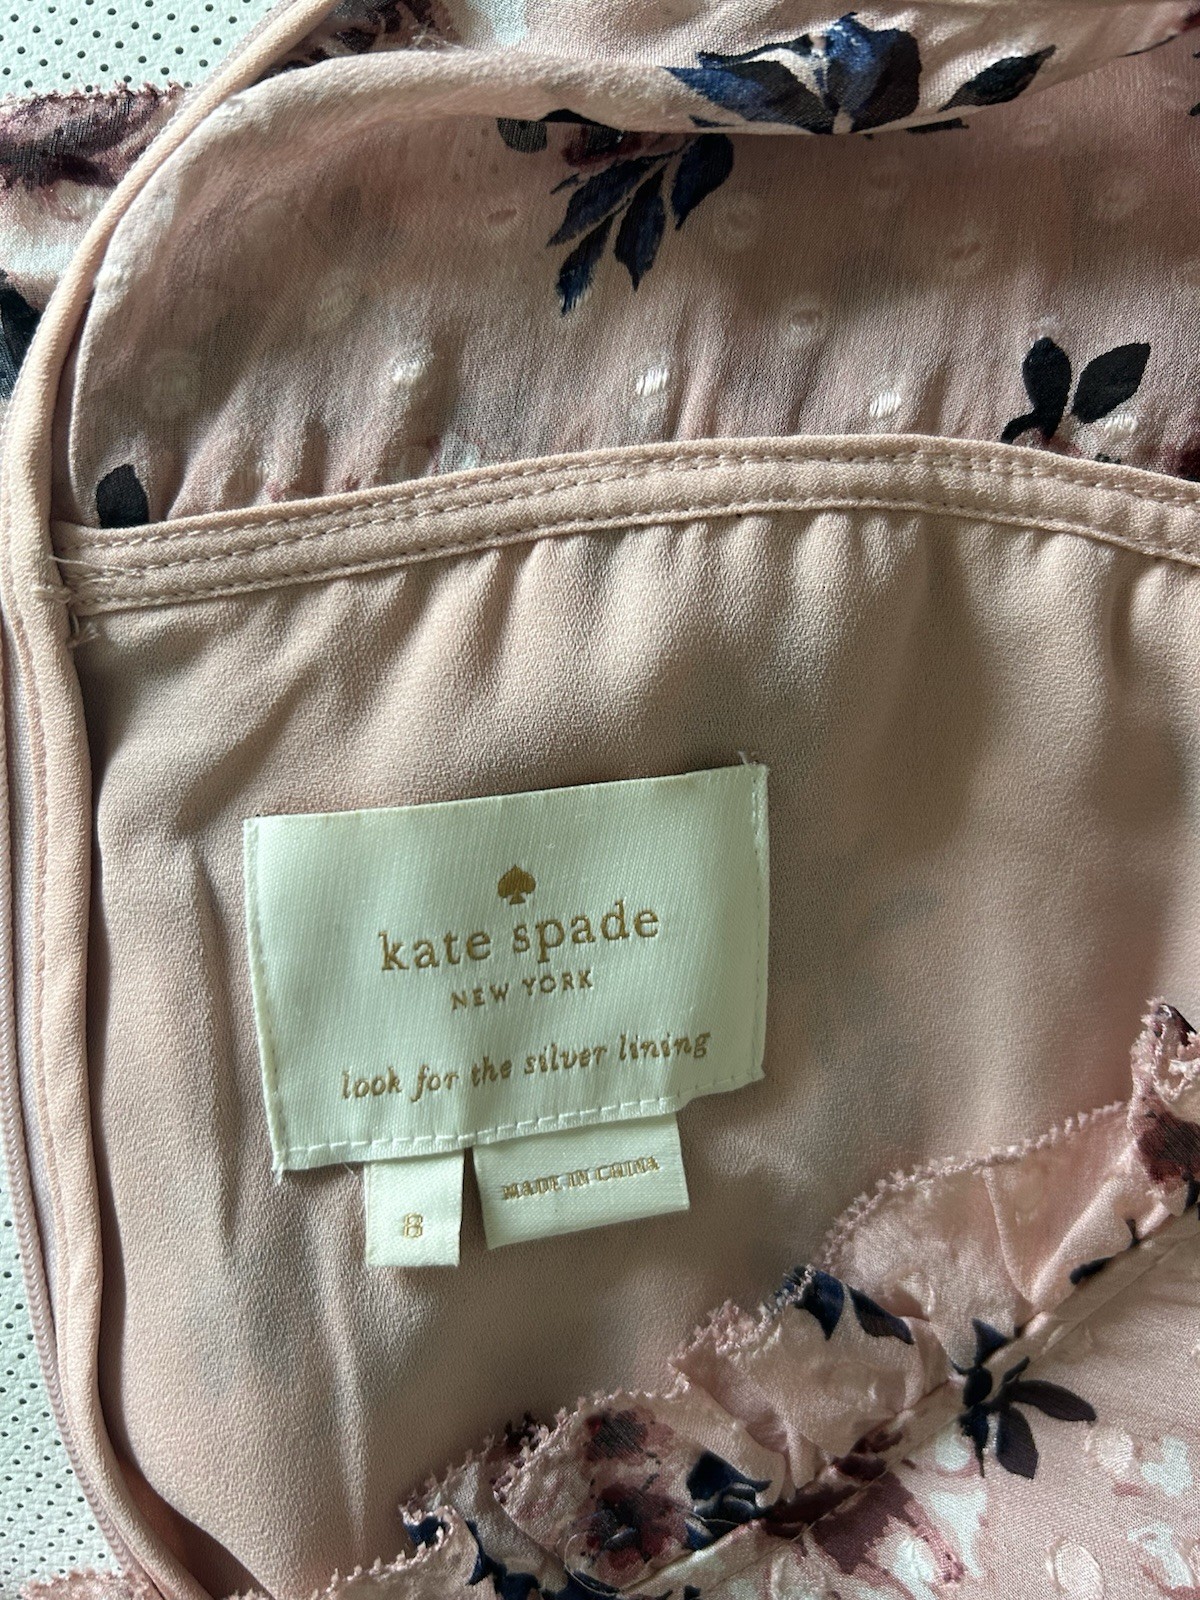 kate spade
NEW YORK
look for the silver lining
8
MADE IN CHINA